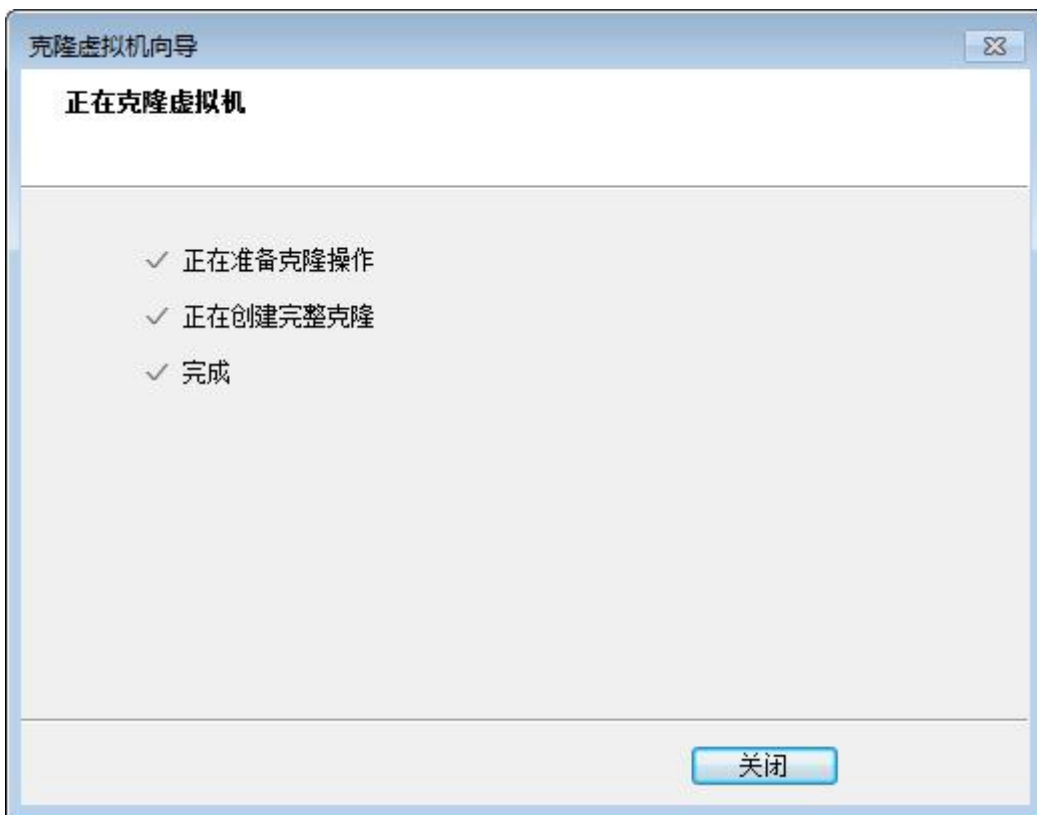 克隆虚拟机向导
正在克隆虚拟机
正在准备克隆操作
正在创建完整克隆
完成
关闭